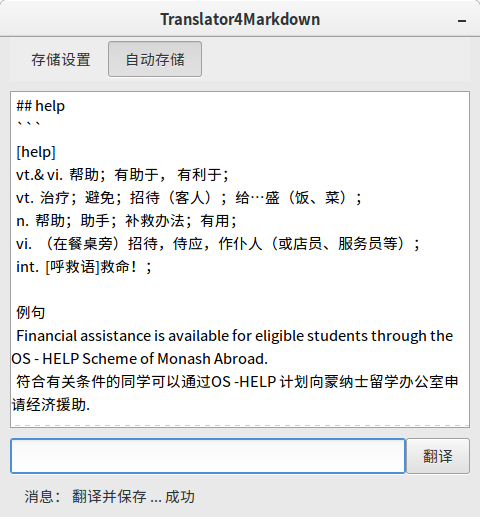 Translator4Markdown
存储设置 自动存储
## help
```
[help]
vt.& vi. 帮助；有助于，有利于；
vt. 治疗；避免；招待（客人）；给…盛（饭、菜）；
n. 帮助；助手；补救办法；有用；
vi. （在餐桌旁）招待，侍应，作仆人（或店员、服务员等）；
int. [呼救语]救命！；
例句
Financial assistance is available for eligible students through the
OS - HELP Scheme of Monash Abroad.
符合有关条件的同学可以通过OS -HELP 计划向蒙纳士留学办公室申
请经济援助.
翻译
消息： 翻译并保存 ... 成功